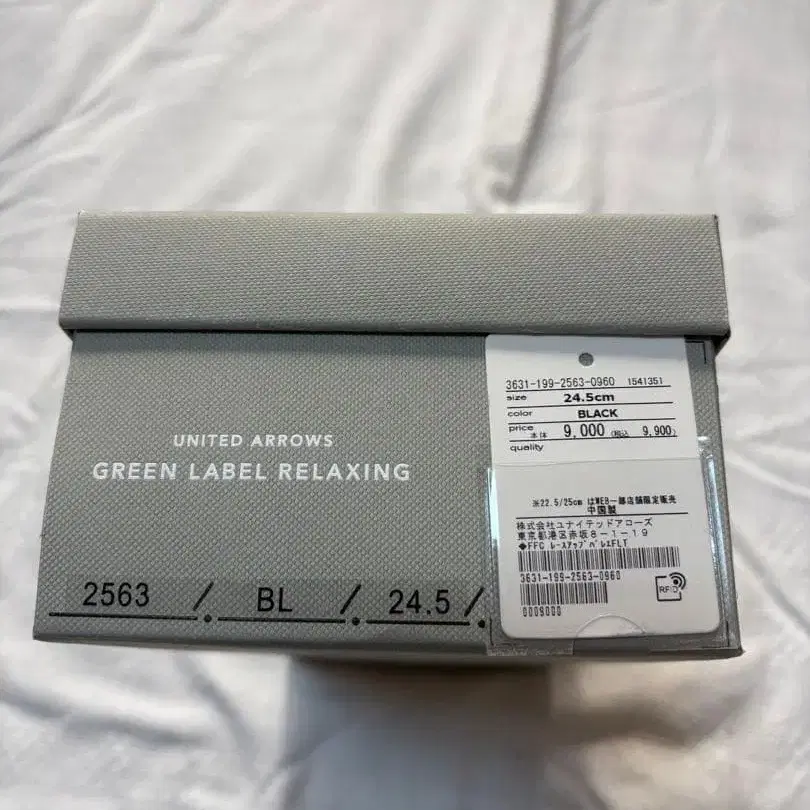 UNITED ARROWS
GREEN LABEL RELAXING
2563 / BL / 24.5 /
3631-199-2563-0960 1541351
size 24.5cm
color BLACK
price 本体 9,000 (税込 9,900)
quality
※22.5/25cm はWEB一部店舗限定販売
中国製
株式会社ユナイテッドアローズ
東京都港区赤坂8-1-19
◆FFC レースアップバレエFLT
3631-199-2563-0960
RFID
0009000